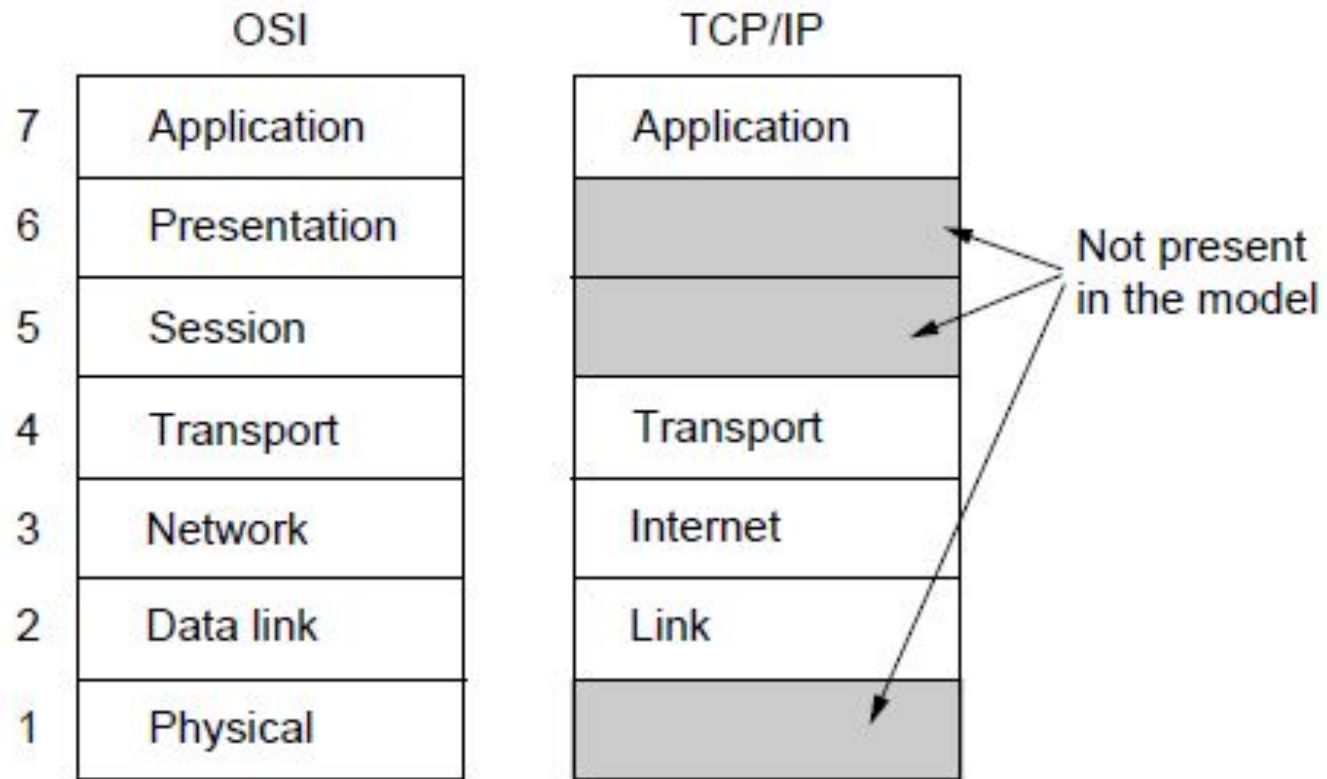 OSI TCP/IP
7 Application Application
6 Presentation
Not present
in the model
5 Session
4 Transport Transport
3 Network Internet
2 Data link Link
1 Physical